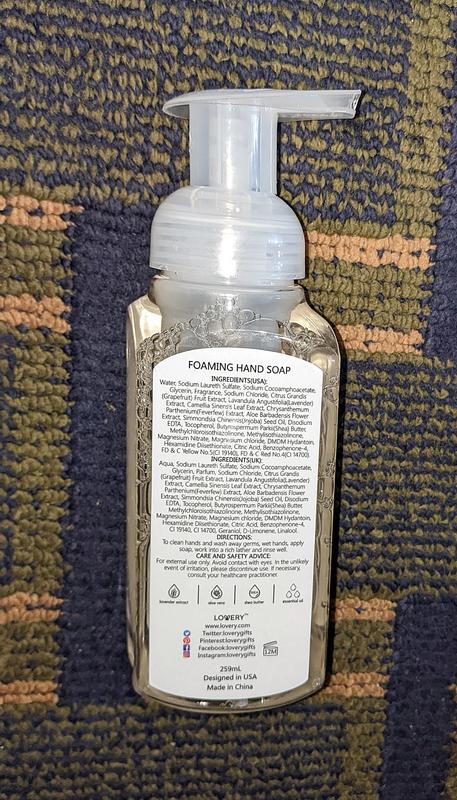 FOAMING HAND SOAP
INGREDIENTS(USA):
Water, Sodium Laureth Sulfate, Sodium Cocoamphoacetate,
Glycerin, Fragrance, Sodium Chloride, Citrus Grandis
(Grapefruit) Fruit Extract, Lavandula Angustifolia(Lavender)
Extract, Camellia Sinensis Leaf Extract, Chrysanthemum
Parthenium(Feverfew) Extract, Aloe Barbadensis Flower
Extract, Simmondsia Chinensis(Jojoba) Seed Oil, Disodium
EDTA, Tocopherol, Butyrospermum Parkii(Shea) Butter,
Methylchloroisothiazolinone, Methylisothiazolinone,
Magnesium Nitrate, Magnesium chloride, DMDM Hydantoin,
Hexamidine Diisethionate, Citric Acid, Benzophenone-4,
FD & C Yellow No.5(CI 19140), FD & C Red No.4(CI 14700).
INGREDIENTS(UK):
Aqua, Sodium Laureth Sulfate, Sodium Cocoamphoacetate,
Glycerin, Parfum, Sodium Chloride, Citrus Grandis
(Grapefruit) Fruit Extract, Lavandula Angustifolia(Lavender)
Extract, Camellia Sinensis Leaf Extract, Chrysanthemum
Parthenium(Feverfew) Extract, Aloe Barbadensis Flower
Extract, Simmondsia Chinensis(Jojoba) Seed Oil, Disodium
EDTA, Tocopherol, Butyrospermum Parkii(Shea) Butter,
Methylchloroisothiazolinone, Methylisothiazolinone,
Magnesium Nitrate, Magnesium chloride, DMDM Hydantoin,
Hexamidine Diisethionate, Citric Acid, Benzophenone-4,
CI 19140, CI 14700, Geraniol, D-Limonene, Linalool.
DIRECTIONS:
To clean hands and wash away germs, wet hands, apply
soap, work into a rich lather and rinse well.
CARE AND SAFETY ADVICE:
For external use only. Avoid contact with eyes. In the unlikely
event of irritation, please discontinue use. If necessary,
consult your healthcare practitioner.
lavender extract aloe vera shea butter essential oils
LOVERY™
www.lovery.com
Twitter:loverygifts
Pinterest:loverygifts
Facebook:loverygifts
Instagram:loverygifts
12M
259mL
Designed in USA
Made in China